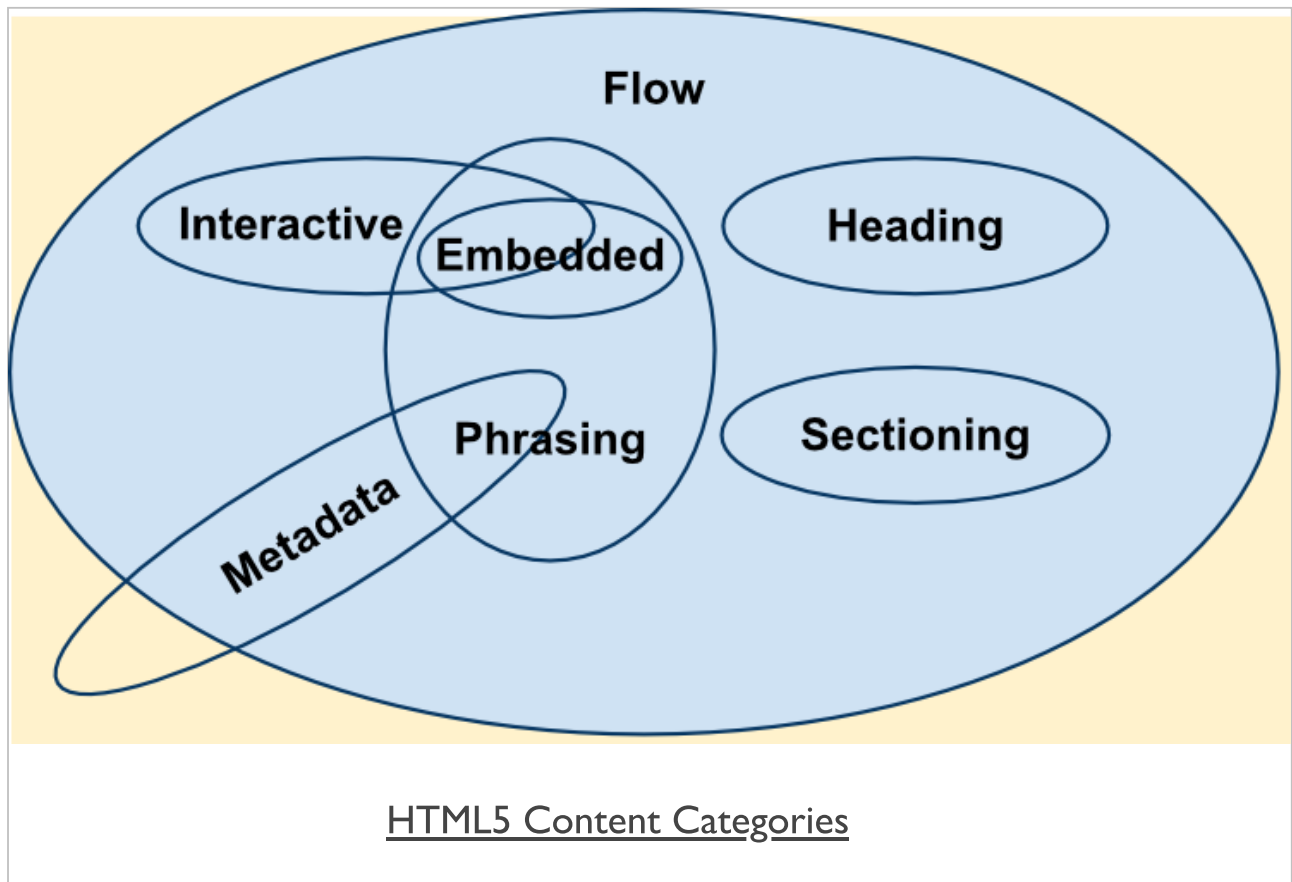 Flow
Interactive
Heading
Embedded
Phrasing
Sectioning
Metadata
HTML5 Content Categories